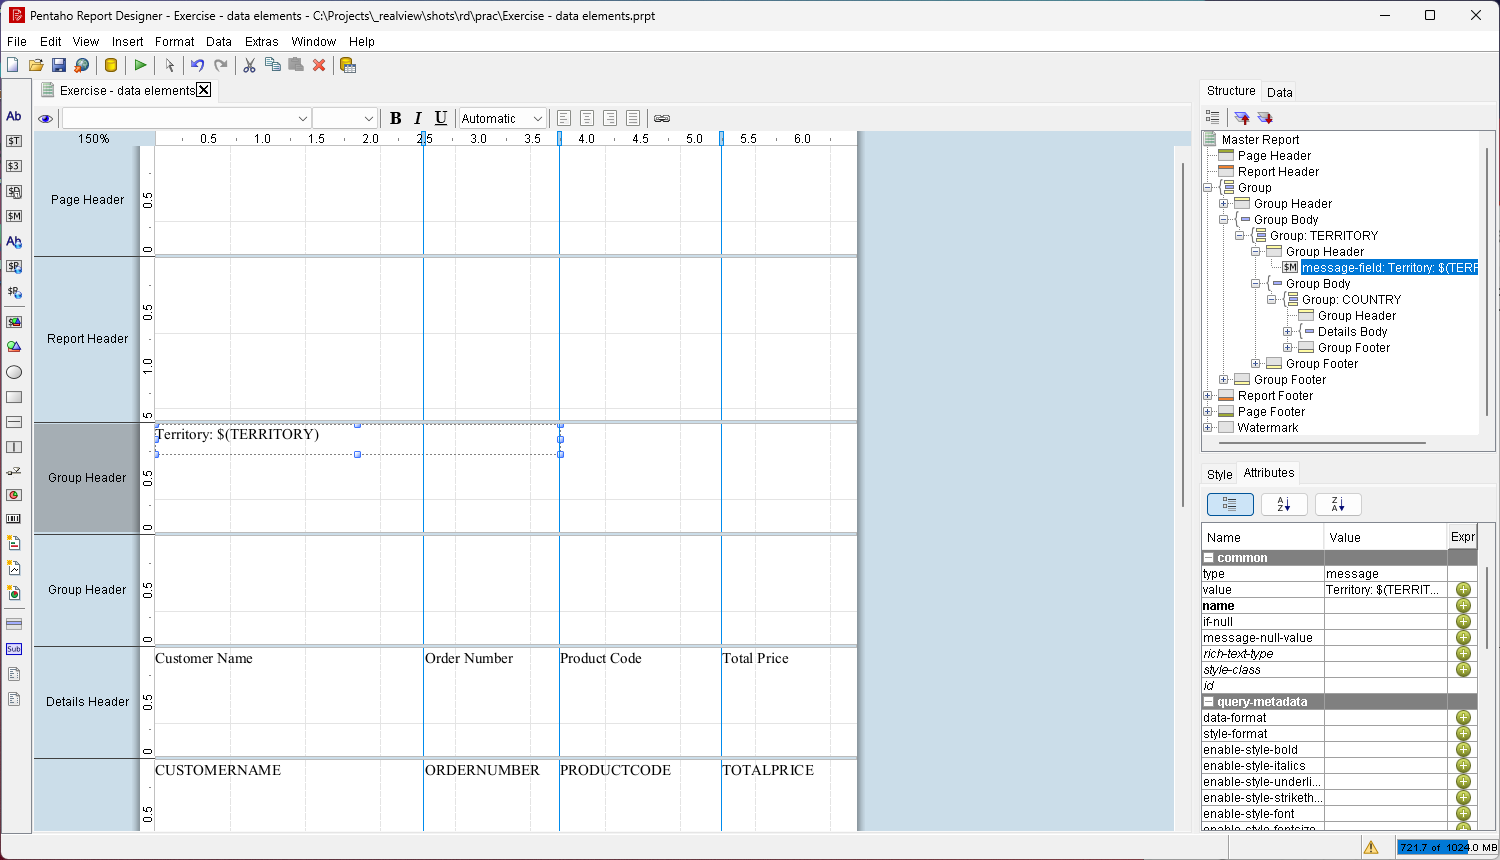 Pentaho Report Designer - Exercise - data elements - C:\Projects\_realview\shots\rd\prac\Exercise - data elements.prpt
File Edit View Insert Format Data Extras Window Help
Exercise - data elements
B I U Automatic
150% 0.5 1.0 1.5 2.0 2.5 3.0 4.0 4.5 5.0 5.5 6.0
Page Header
Report Header
Group Header
Territory: $(TERRITORY)
Group Header
Details Header
Customer Name Order Number Product Code Total Price
CUSTOMERNAME ORDERNUMBER PRODUCTCODE TOTALPRICE
Structure Data
Master Report
Page Header
Report Header
Group
Group Header
Group Body
Group: TERRITORY
Group Header
message-field: Territory: $(TERR
Group Body
Group: COUNTRY
Group Header
Details Body
Group Footer
Group Footer
Group Footer
Report Footer
Page Footer
Watermark
Style Attributes
Name Value Expr
common
type message
value Territory: $(TERRIT...
name
if-null
message-null-value
rich-text-type
style-class
id
query-metadata
data-format
style-format
enable-style-bold
enable-style-italics
enable-style-underli...
enable-style-striketh...
enable-style-font
enable-style-fontsize
721.7 of 1024.0 MB